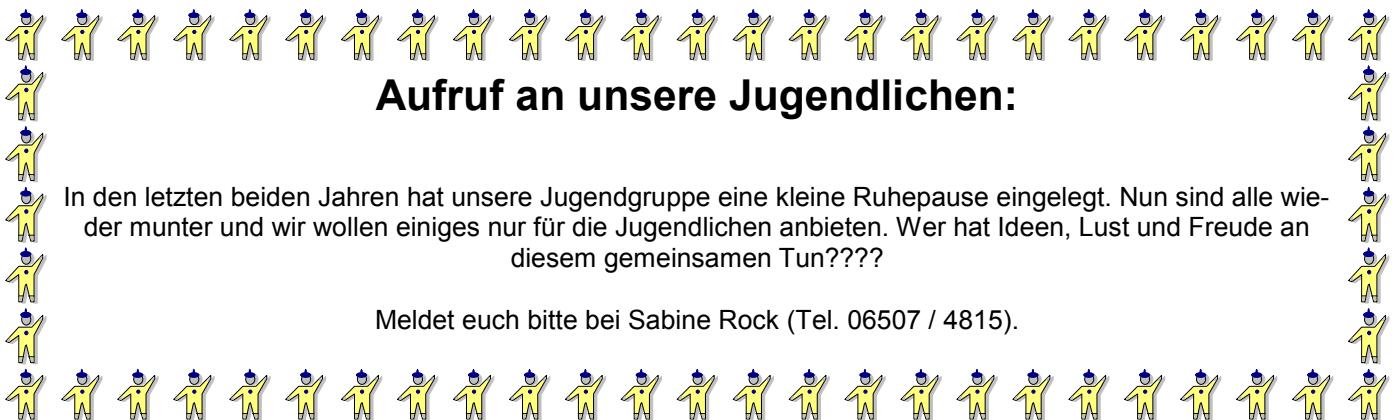 Aufruf an unsere Jugendlichen:
In den letzten beiden Jahren hat unsere Jugendgruppe eine kleine Ruhepause eingelegt. Nun sind alle wie-
der munter und wir wollen einiges nur für die Jugendlichen anbieten. Wer hat Ideen, Lust und Freude an
diesem gemeinsamen Tun????
Meldet euch bitte bei Sabine Rock (Tel. 06507 / 4815).